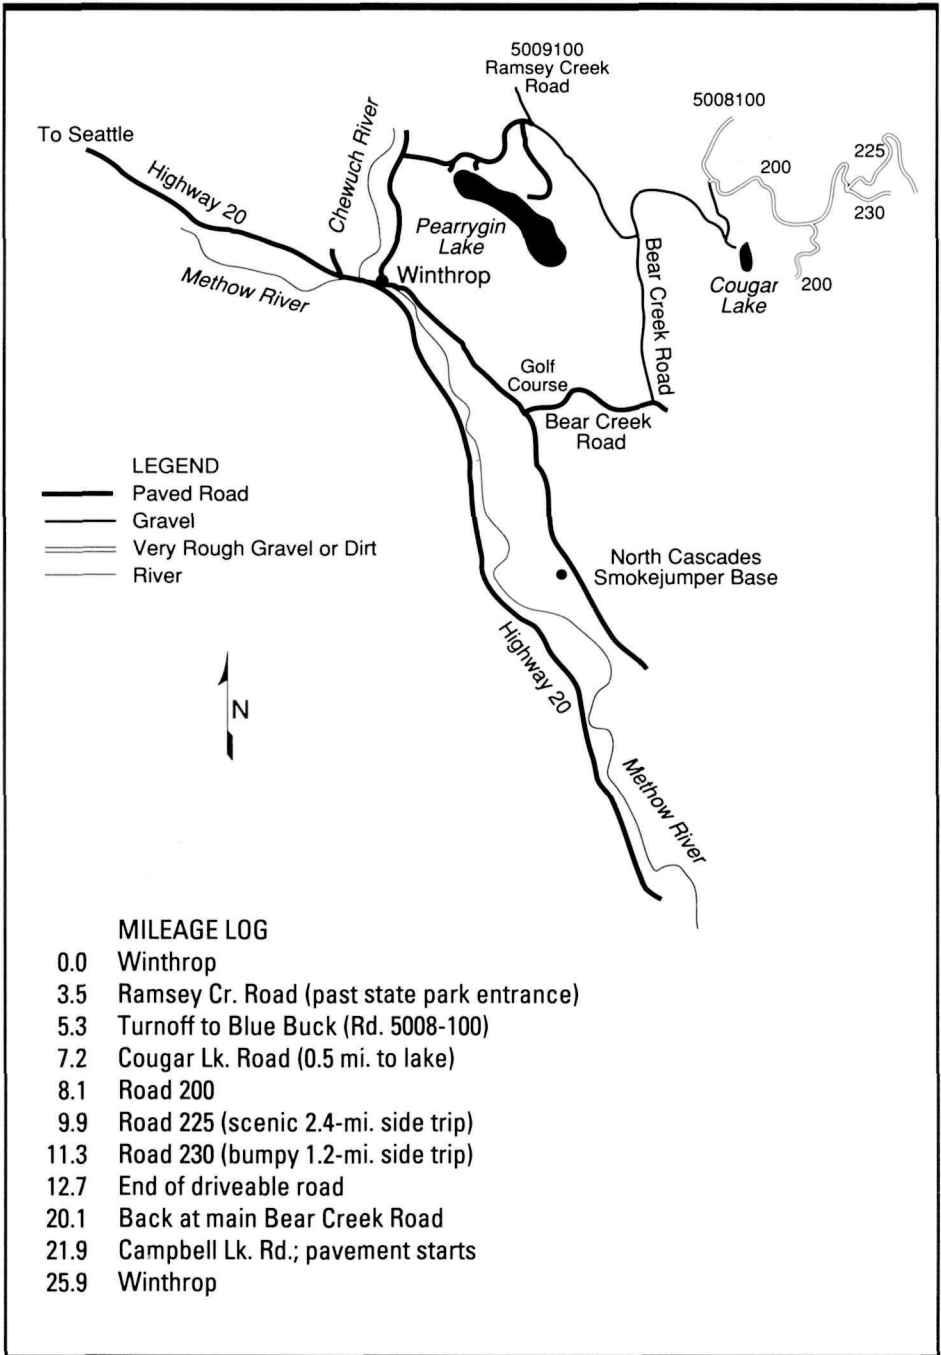 5009100
Ramsey Creek
Road
5008100
To Seattle
Chewuch River
Highway 20
200
225
230
Pearrygin
Lake
Methow River
Winthrop
Bear Creek Road
Cougar
Lake
200
Golf
Course
Bear Creek
Road
LEGEND
Paved Road
Gravel
Very Rough Gravel or Dirt
River
North Cascades
Smokejumper Base
Highway 20
N
Methow River
MILEAGE LOG
0.0 Winthrop
3.5 Ramsey Cr. Road (past state park entrance)
5.3 Turnoff to Blue Buck (Rd. 5008-100)
7.2 Cougar Lk. Road (0.5 mi. to lake)
8.1 Road 200
9.9 Road 225 (scenic 2.4-mi. side trip)
11.3 Road 230 (bumpy 1.2-mi. side trip)
12.7 End of driveable road
20.1 Back at main Bear Creek Road
21.9 Campbell Lk. Rd.; pavement starts
25.9 Winthrop